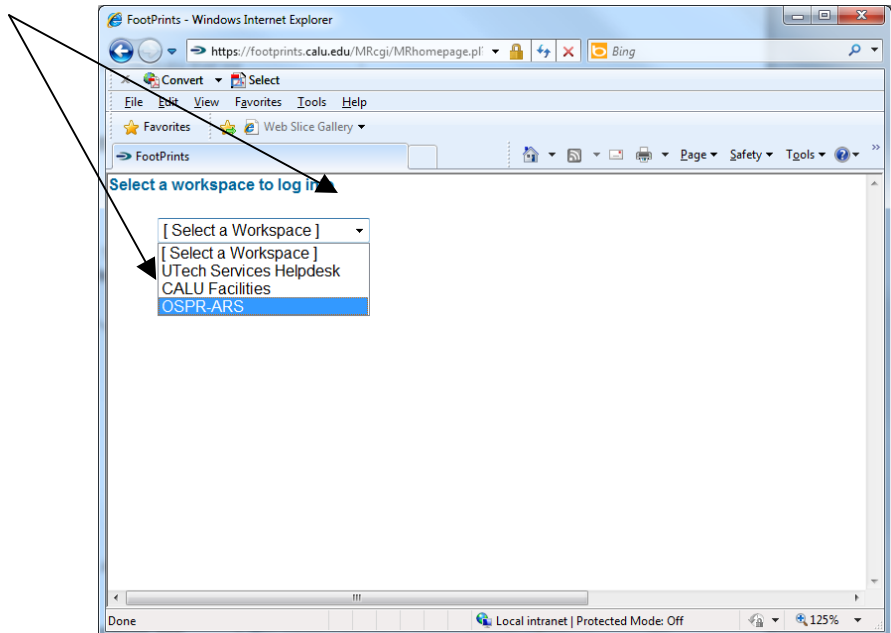 FootPrints - Windows Internet Explorer
https://footprints.calu.edu/MRcgi/MRhomepage.pl Bing
Convert Select
File Edit View Favorites Tools Help
Favorites Web Slice Gallery
FootPrints Page Safety Tools
Select a workspace to log into
[ Select a Workspace ]
[ Select a Workspace ]
UTech Services Helpdesk
CALU Facilities
OSPR-ARS
Done Local intranet | Protected Mode: Off 125%